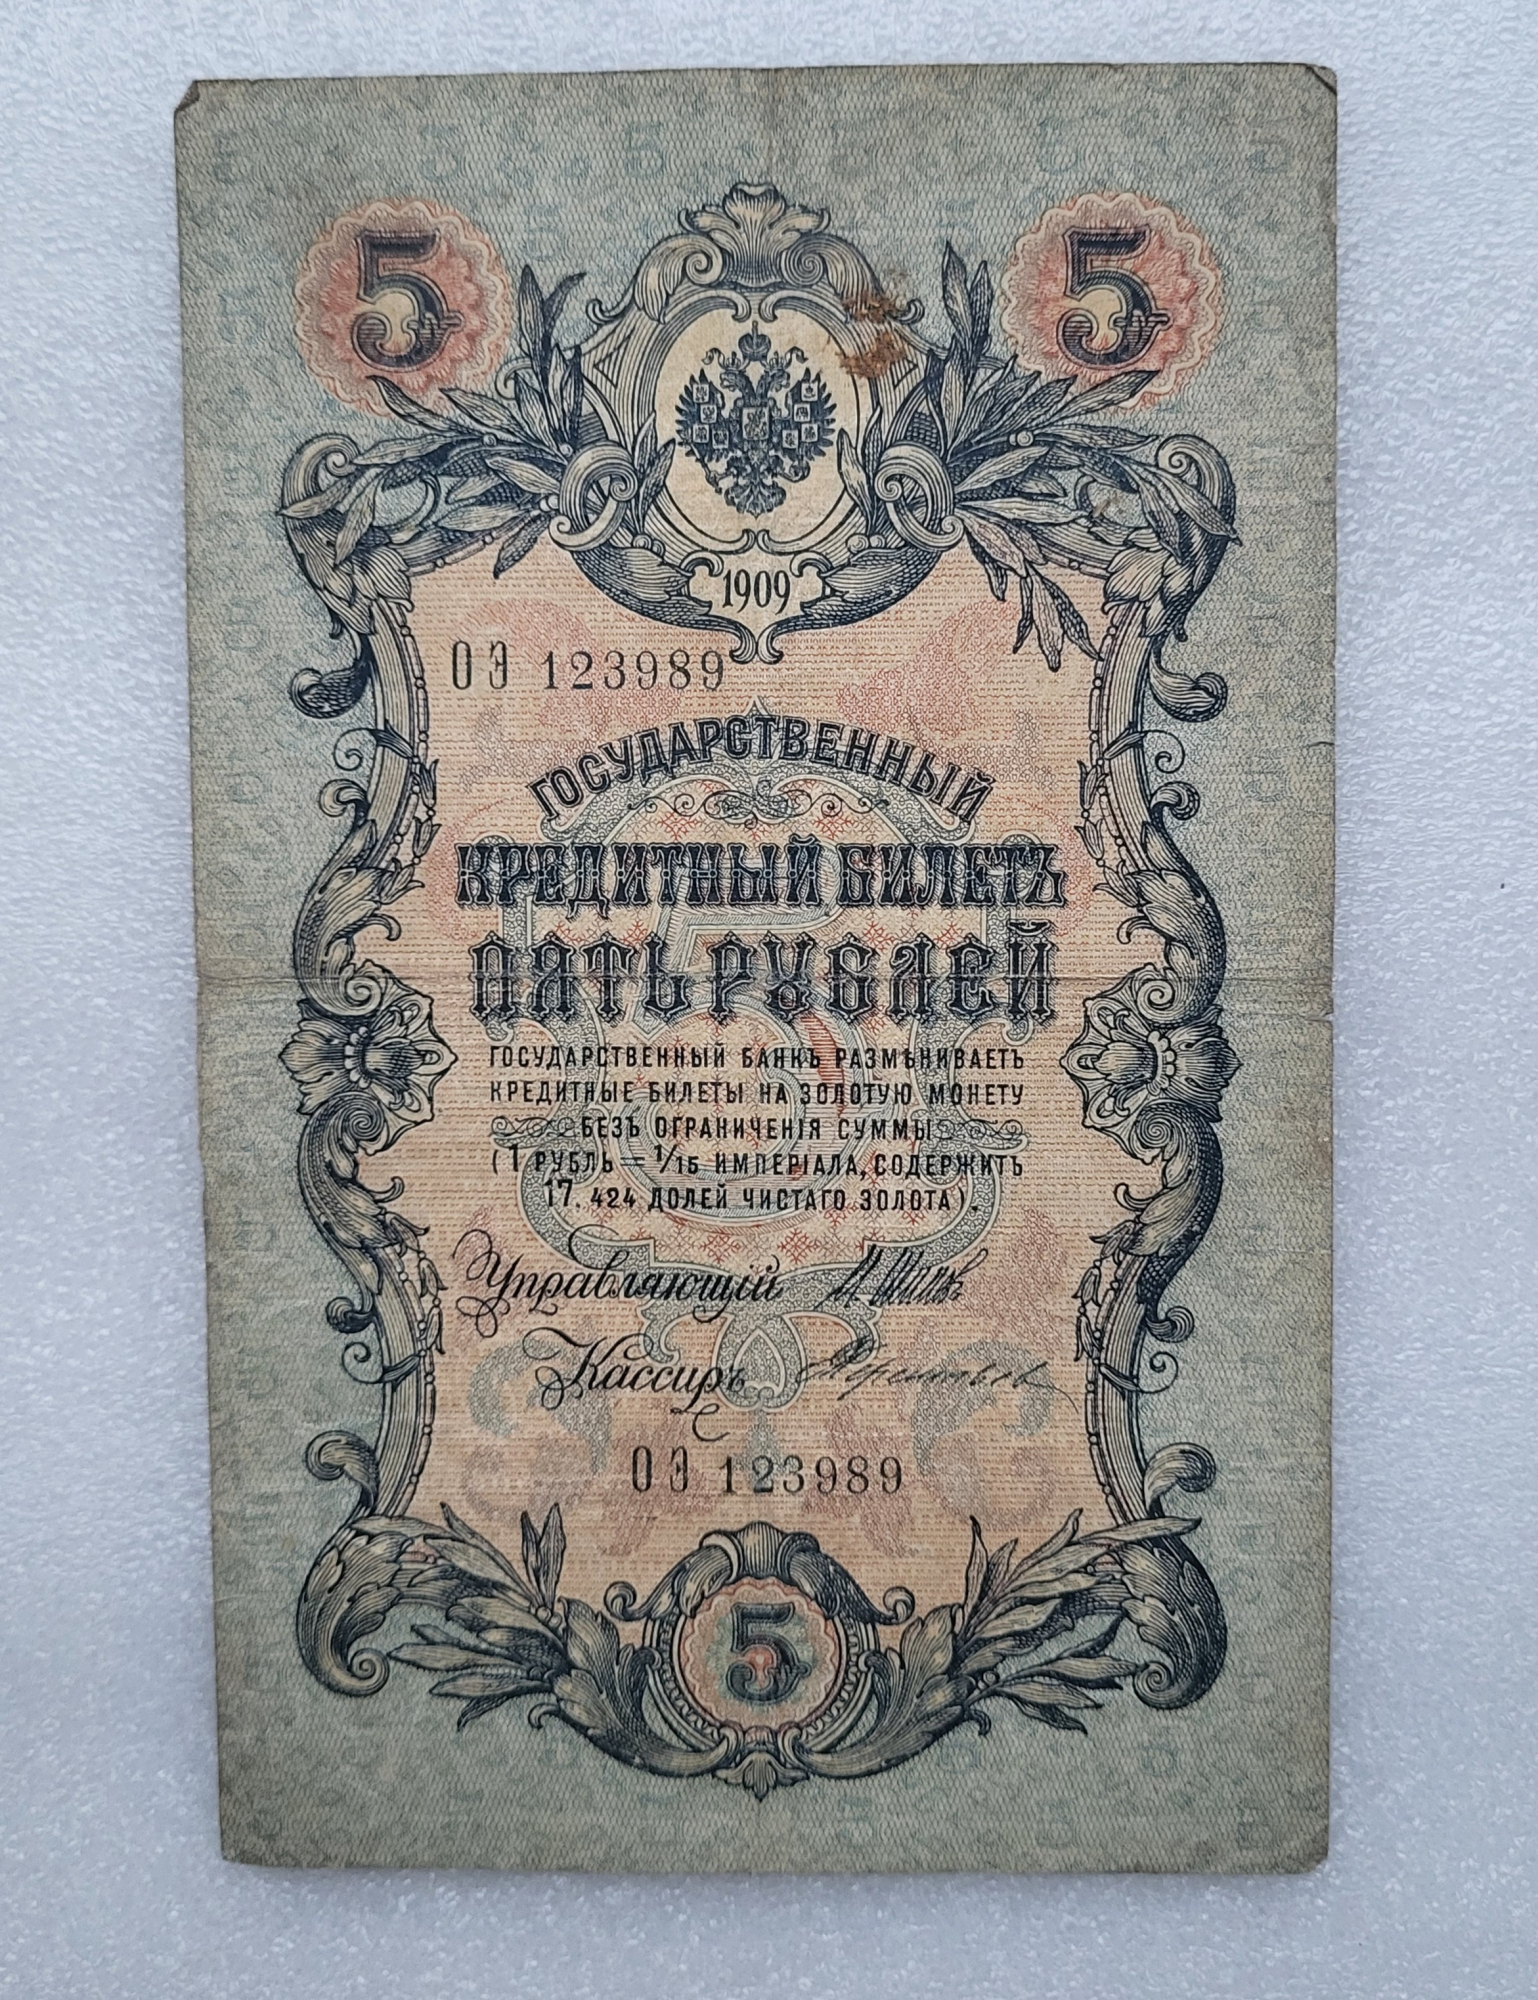 5 5
1909
ОЭ 123989
ГОСУДАРСТВЕННЫЙ
КРЕДИТНЫЙ БИЛЕТЪ
ПЯТЬ РУБЛЕЙ
ГОСУДАРСТВЕННЫЙ БАНКЪ РАЗМѢНИВАЕТЪ
КРЕДИТНЫЕ БИЛЕТЫ НА ЗОЛОТУЮ МОНЕТУ
БЕЗЪ ОГРАНИЧЕНІЯ СУММЫ
(1 РУБЛЬ = 1/15 ИМПЕРІАЛА, СОДЕРЖИТЪ
17. 424 ДОЛЕЙ ЧИСТАГО ЗОЛОТА).
Управляющій И. Шиповъ
Кассиръ
ОЭ 123989
5